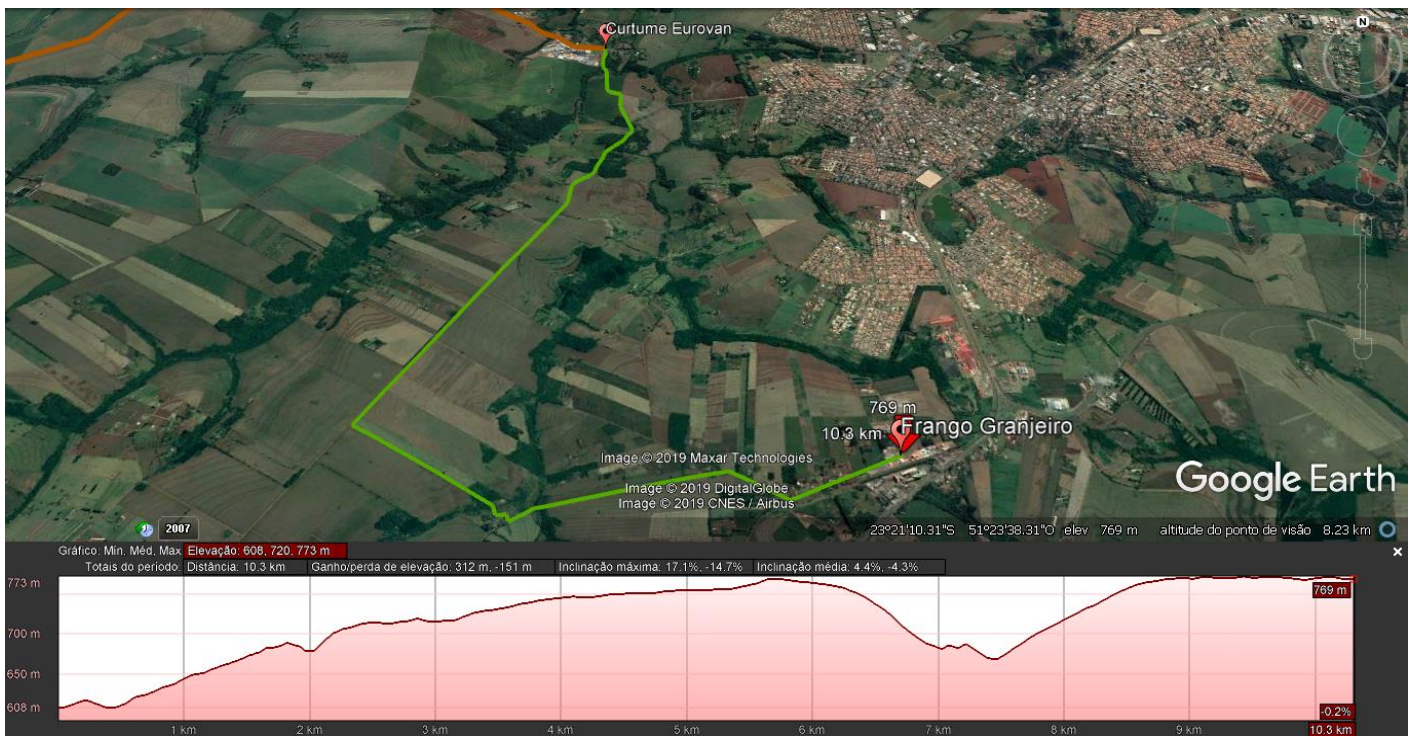 Curtume Eurovan
N
769 m
10.3 km
Frango Granjeiro
Image © 2019 Maxar Technologies
Image © 2019 DigitalGlobe
Image © 2019 CNES / Airbus
Google Earth
2007
23°21'10.31"S 51°23'38.31"O elev 769 m altitude do ponto de visão 8.23 km
Gráfico: Mín, Méd, Máx Elevação: 608, 720, 773 m
Totais do período: Distância: 10.3 km Ganho/perda de elevação: 312 m, -151 m Inclinação máxima: 17.1%, -14.7% Inclinação média: 4.4%, -4.3%
773 m
769 m
700 m
650 m
608 m
-0.2%
1 km 2 km 3 km 4 km 5 km 6 km 7 km 8 km 9 km 10.3 km